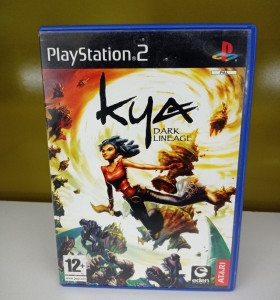 PlayStation 2
Kya
DARK
LINEAGE
12+
eden
ATARI